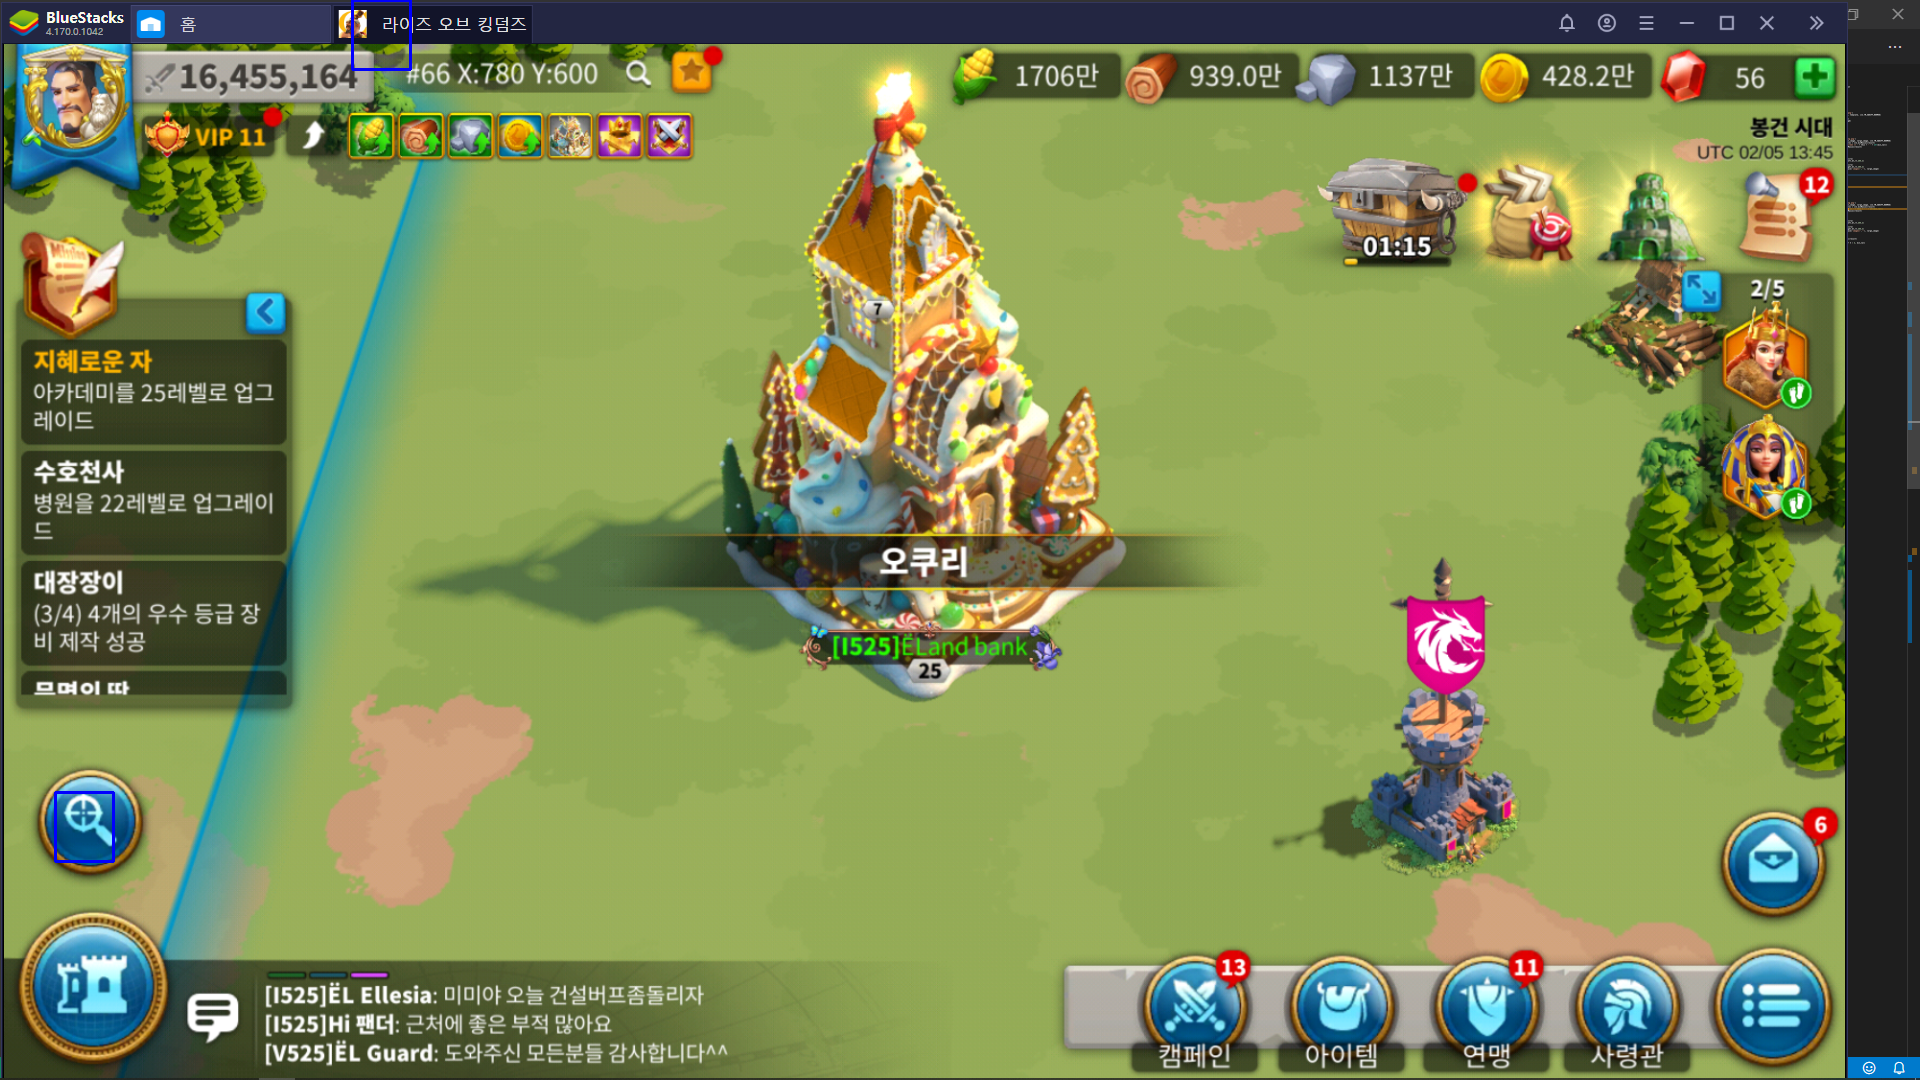 BlueStacks
4.170.0.1042
홈
라이즈 오브 킹덤즈
16,455,164
#66 X:780 Y:600
1706만
939.0만
1137만
428.2만
56
VIP 11
봉건 시대
UTC 02/05 13:45
01:15
12
2/5
지혜로운 자
아카데미를 25레벨로 업그
레이드
수호천사
병원을 22레벨로 업그레이
드
대장장이
(3/4) 4개의 우수 등급 장
비 제작 성공
7
오쿠리
[I525]ËLand bank
25
6
[I525]ËL Ellesia: 미미야 오늘 건설버프좀돌리자
[I525]Hi 팬더: 근처에 좋은 부적 많아요
[V525]ËL Guard: 도와주신 모든분들 감사합니다^^
13
11
캠페인
아이템
연맹
사령관